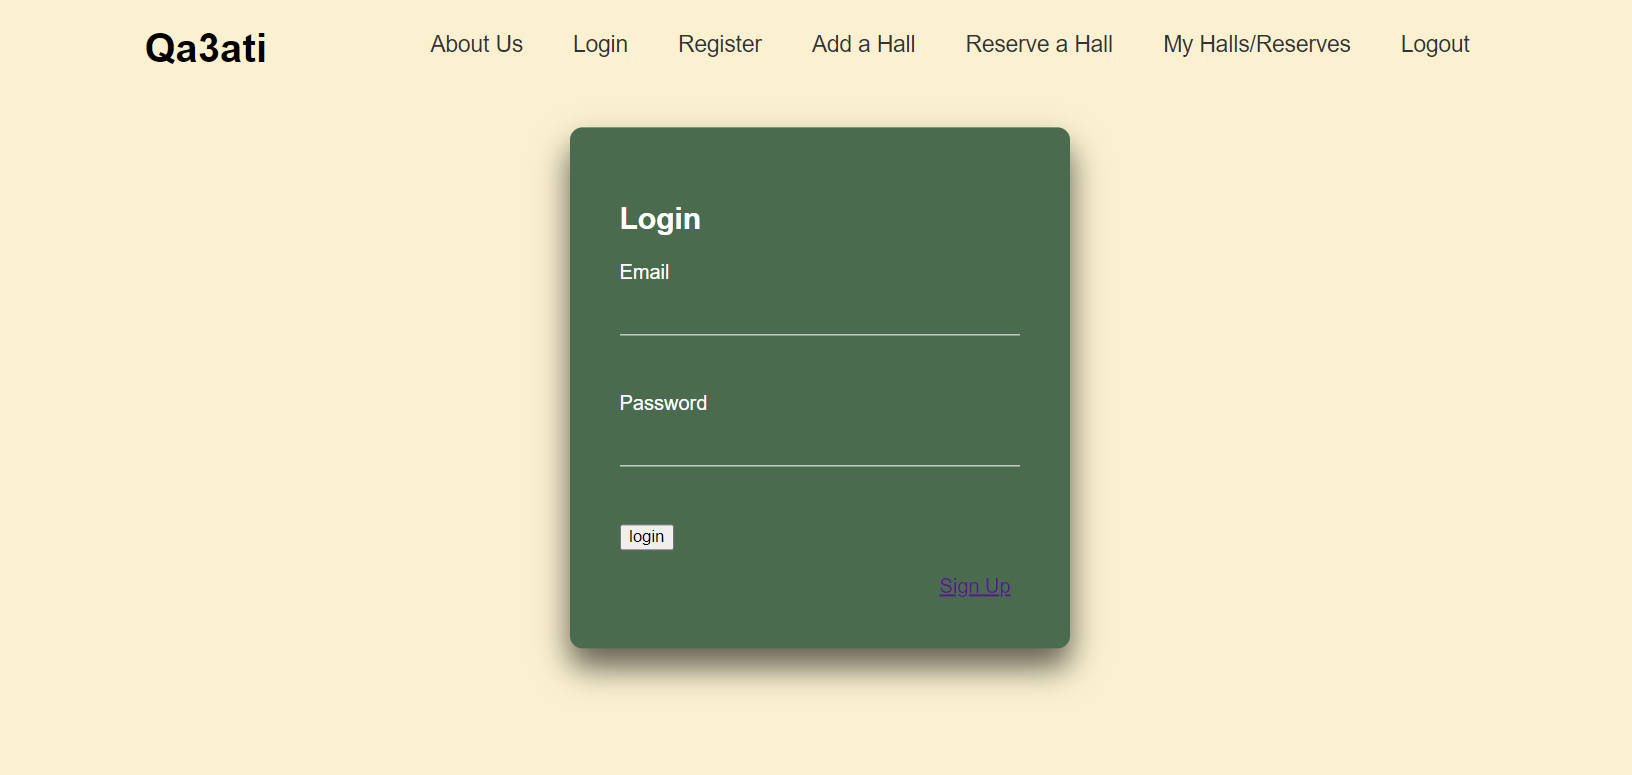 Qa3ati About Us Login Register Add a Hall Reserve a Hall My Halls/Reserves Logout
Login
Email
Password
login
Sign Up